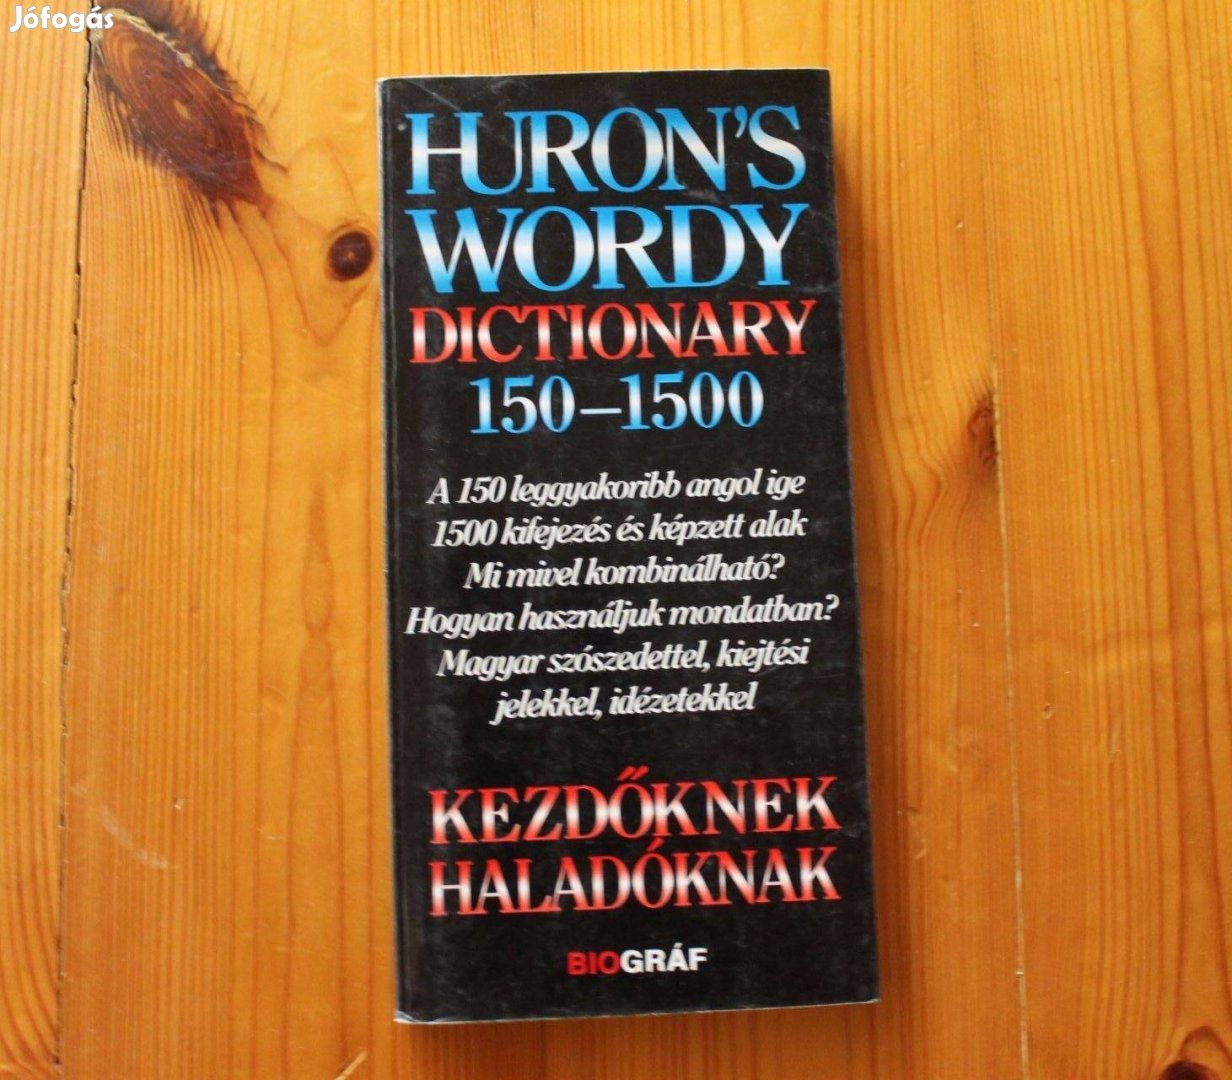 Jófogás
HURON'S
WORDY
DICTIONARY
150–1500
A 150 leggyakoribb angol ige
1500 kifejezés és képzett alak
Mi mivel kombinálható?
Hogyan használjuk mondatban?
Magyar szószedettel, kiejtési
jelekkel, idézetekkel
KEZDŐKNEK
HALADÓKNAK
BIOGRÁF